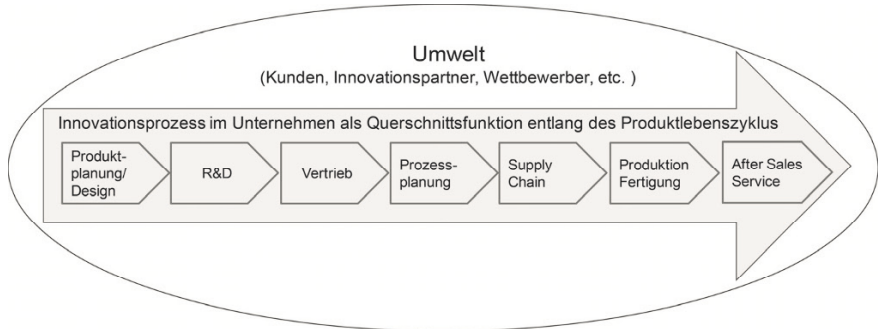 Umwelt
(Kunden, Innovationspartner, Wettbewerber, etc. )
Innovationsprozess im Unternehmen als Querschnittsfunktion entlang des Produktlebenszyklus
Produkt-
planung/
Design
R&D
Vertrieb
Prozess-
planung
Supply
Chain
Produktion
Fertigung
After Sales
Service